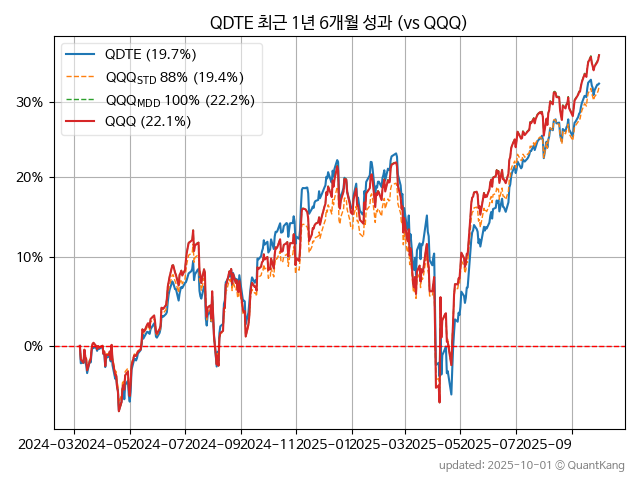 QDTE 최근 1년 6개월 성과 (vs QQQ)
QDTE (19.7%)
QQQSTD 88% (19.4%)
QQQMDD 100% (22.2%)
QQQ (22.1%)
30%
20%
10%
0%
2024-03 2024-05 2024-07 2024-09 2024-11 2025-01 2025-03 2025-05 2025-07 2025-09
updated: 2025-10-01 © QuantKang